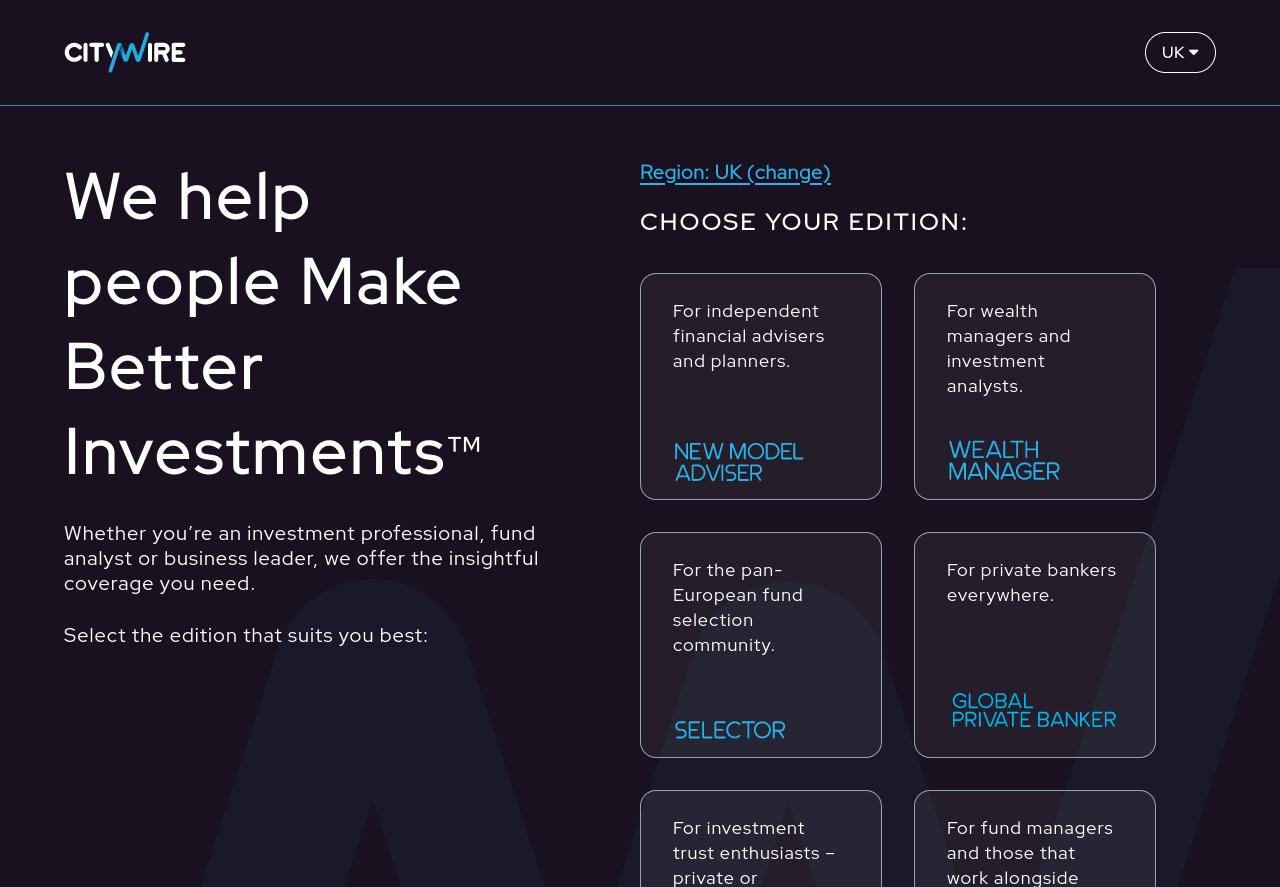 CITYWIRE
UK
We help
people Make
Better
Investments™
Whether you’re an investment professional, fund
analyst or business leader, we offer the insightful
coverage you need.
Select the edition that suits you best:
Region: UK (change)
CHOOSE YOUR EDITION:
For independent
financial advisers
and planners.
NEW MODEL
ADVISER
For wealth
managers and
investment
analysts.
WEALTH
MANAGER
For the pan-
European fund
selection
community.
SELECTOR
For private bankers
everywhere.
GLOBAL
PRIVATE BANKER
For investment
trust enthusiasts –
private or
For fund managers
and those that
work alongside